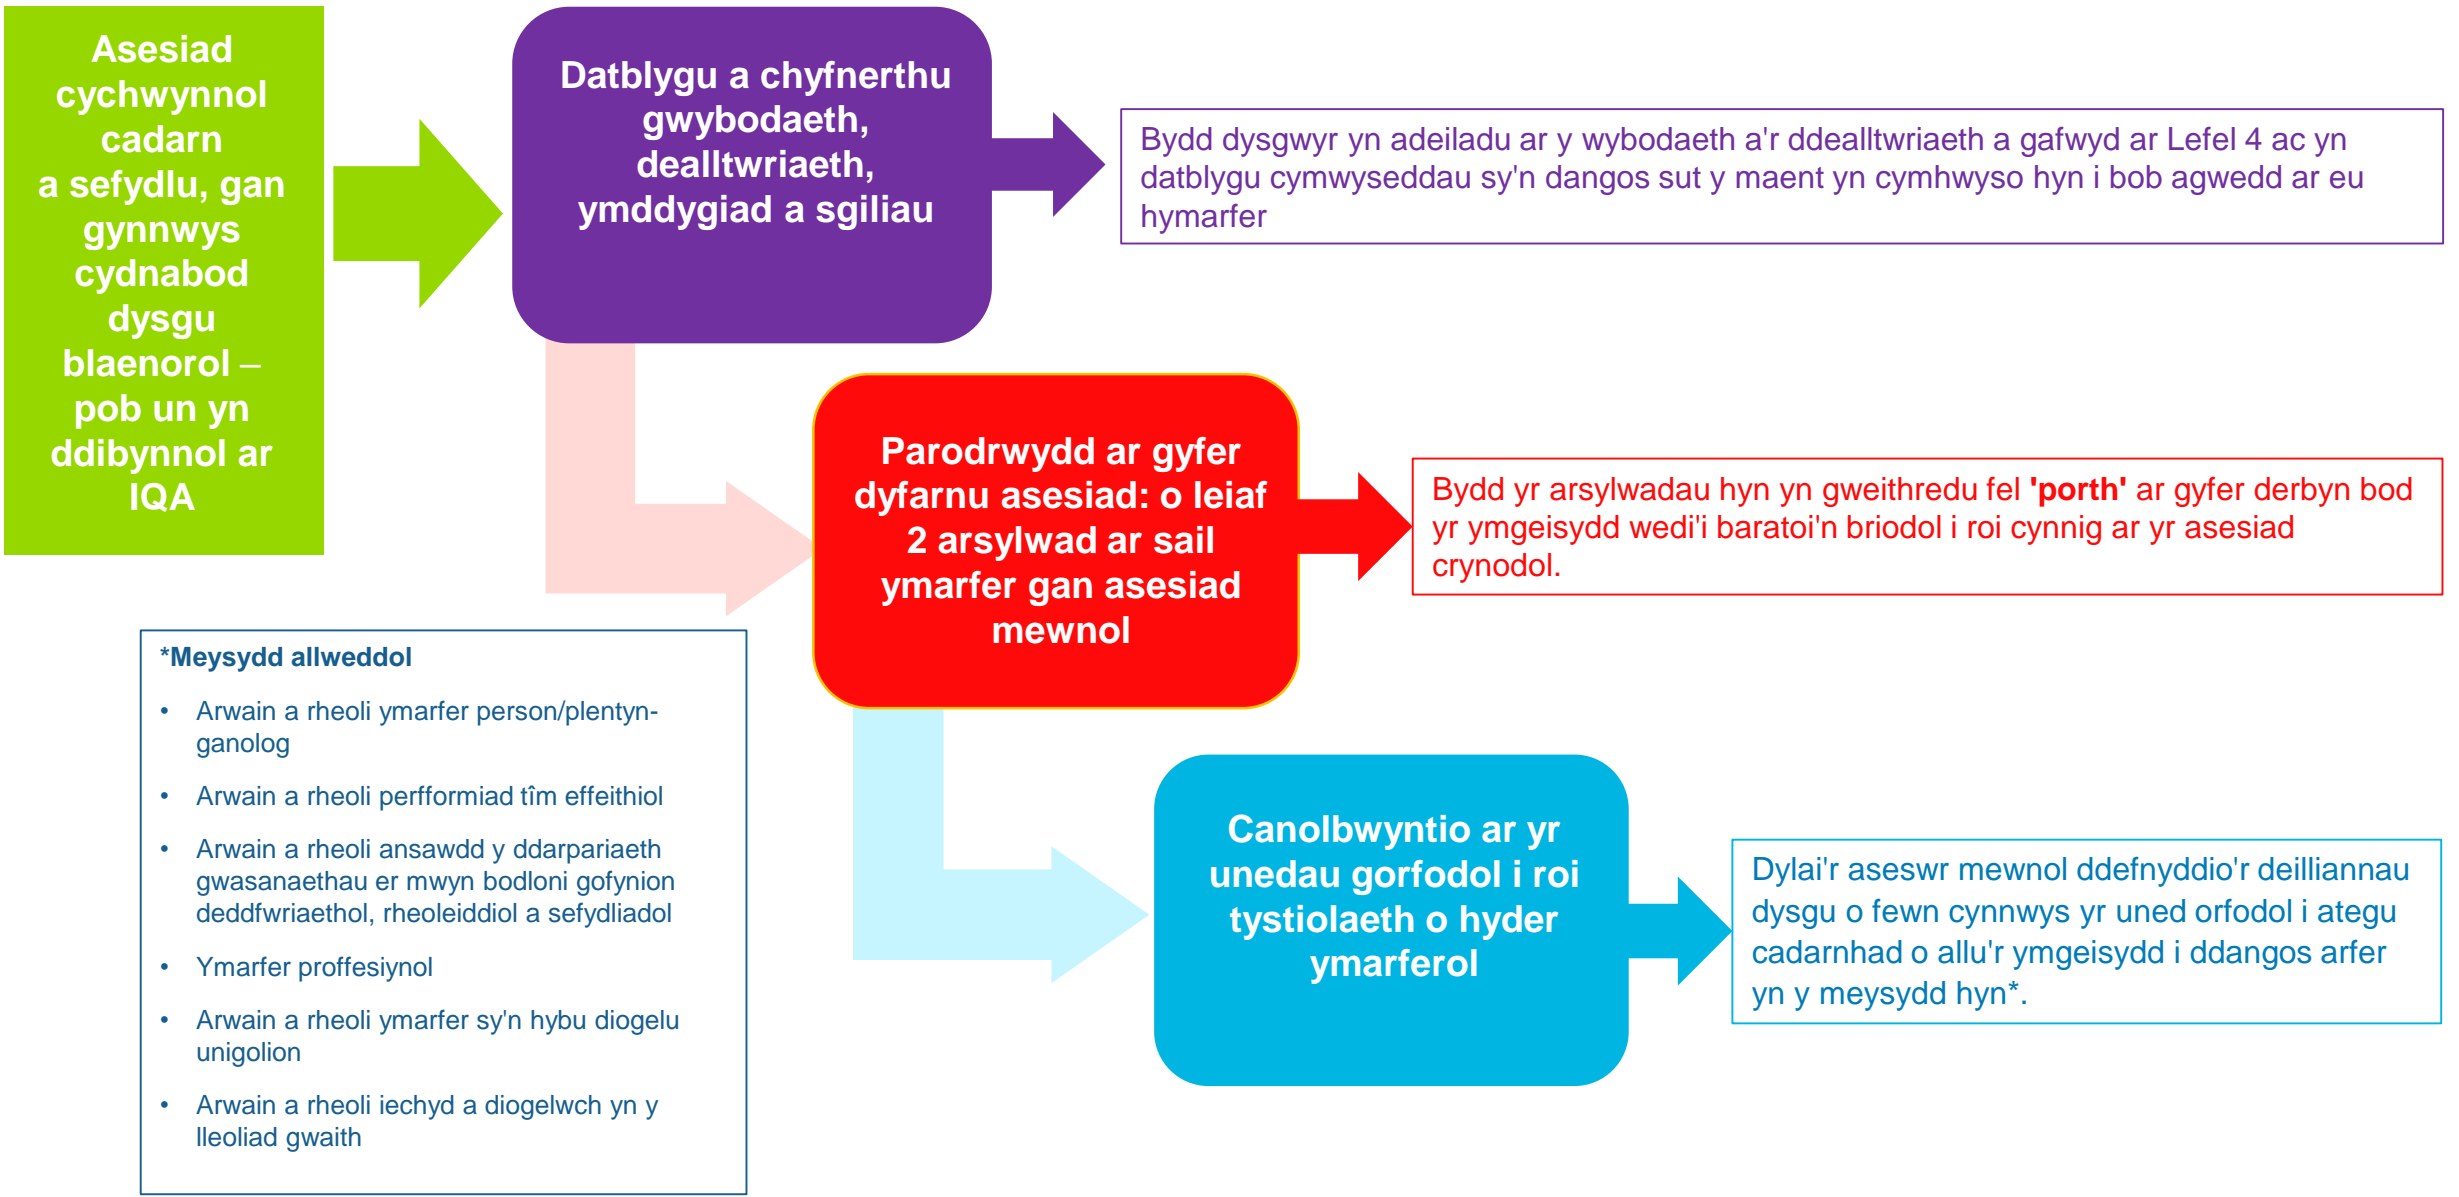 Asesiad
cychwynnol
cadarn
a sefydlu, gan
gynnwys
cydnabod
dysgu
blaenorol –
pob un yn
ddibynnol ar
IQA
Datblygu a chyfnerthu
gwybodaeth,
dealltwriaeth,
ymddygiad a sgiliau
Bydd dysgwyr yn adeiladu ar y wybodaeth a'r ddealltwriaeth a gafwyd ar Lefel 4 ac yn
datblygu cymwyseddau sy'n dangos sut y maent yn cymhwyso hyn i bob agwedd ar eu
hymarfer
Parodrwydd ar gyfer
dyfarnu asesiad: o leiaf
2 arsylwad ar sail
ymarfer gan asesiad
mewnol
Bydd yr arsylwadau hyn yn gweithredu fel 'porth' ar gyfer derbyn bod
yr ymgeisydd wedi'i baratoi'n briodol i roi cynnig ar yr asesiad
crynodol.
*Meysydd allweddol
• Arwain a rheoli ymarfer person/plentyn-
ganolog
• Arwain a rheoli perfformiad tîm effeithiol
• Arwain a rheoli ansawdd y ddarpariaeth
gwasanaethau er mwyn bodloni gofynion
deddfwriaethol, rheoleiddiol a sefydliadol
• Ymarfer proffesiynol
• Arwain a rheoli ymarfer sy'n hybu diogelu
unigolion
• Arwain a rheoli iechyd a diogelwch yn y
lleoliad gwaith
Canolbwyntio ar yr
unedau gorfodol i roi
tystiolaeth o hyder
ymarferol
Dylai'r aseswr mewnol ddefnyddio'r deilliannau
dysgu o fewn cynnwys yr uned orfodol i ategu
cadarnhad o allu'r ymgeisydd i ddangos arfer
yn y meysydd hyn*.